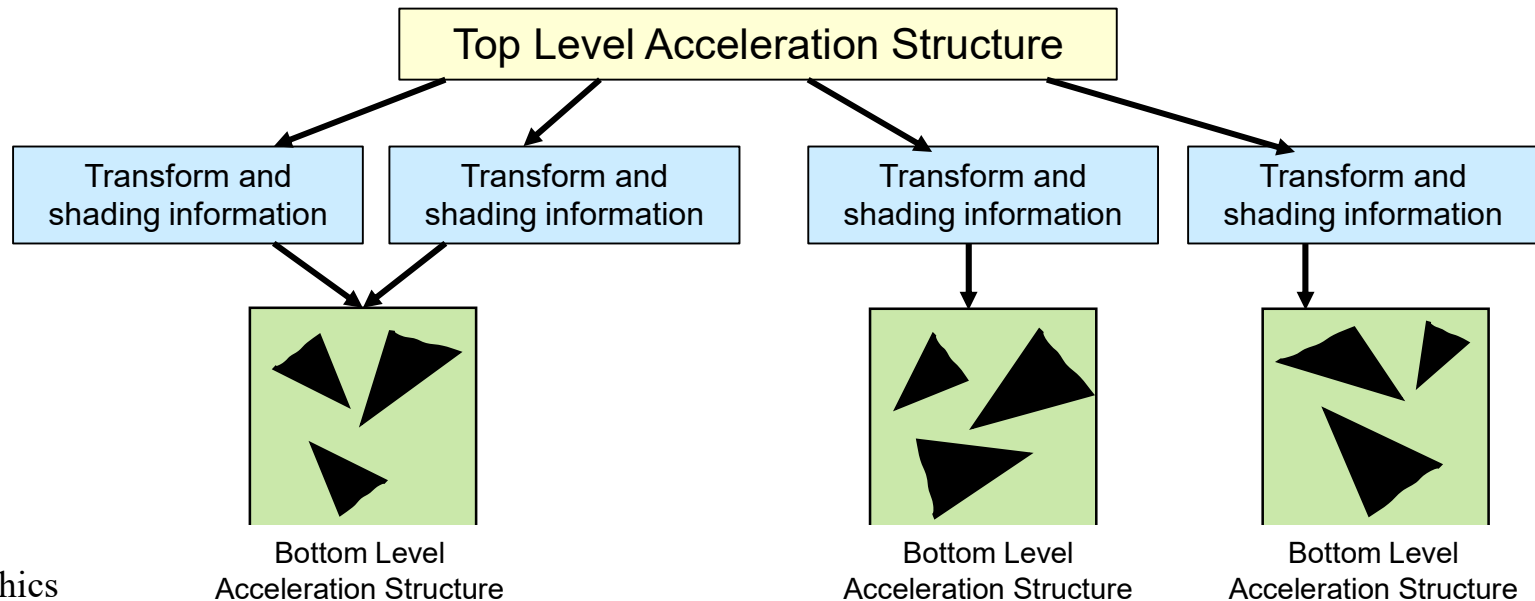 Top Level Acceleration Structure
Transform and
shading information
Transform and
shading information
Transform and
shading information
Transform and
shading information
Bottom Level
Acceleration Structure
Bottom Level
Acceleration Structure
Bottom Level
Acceleration Structure
hics